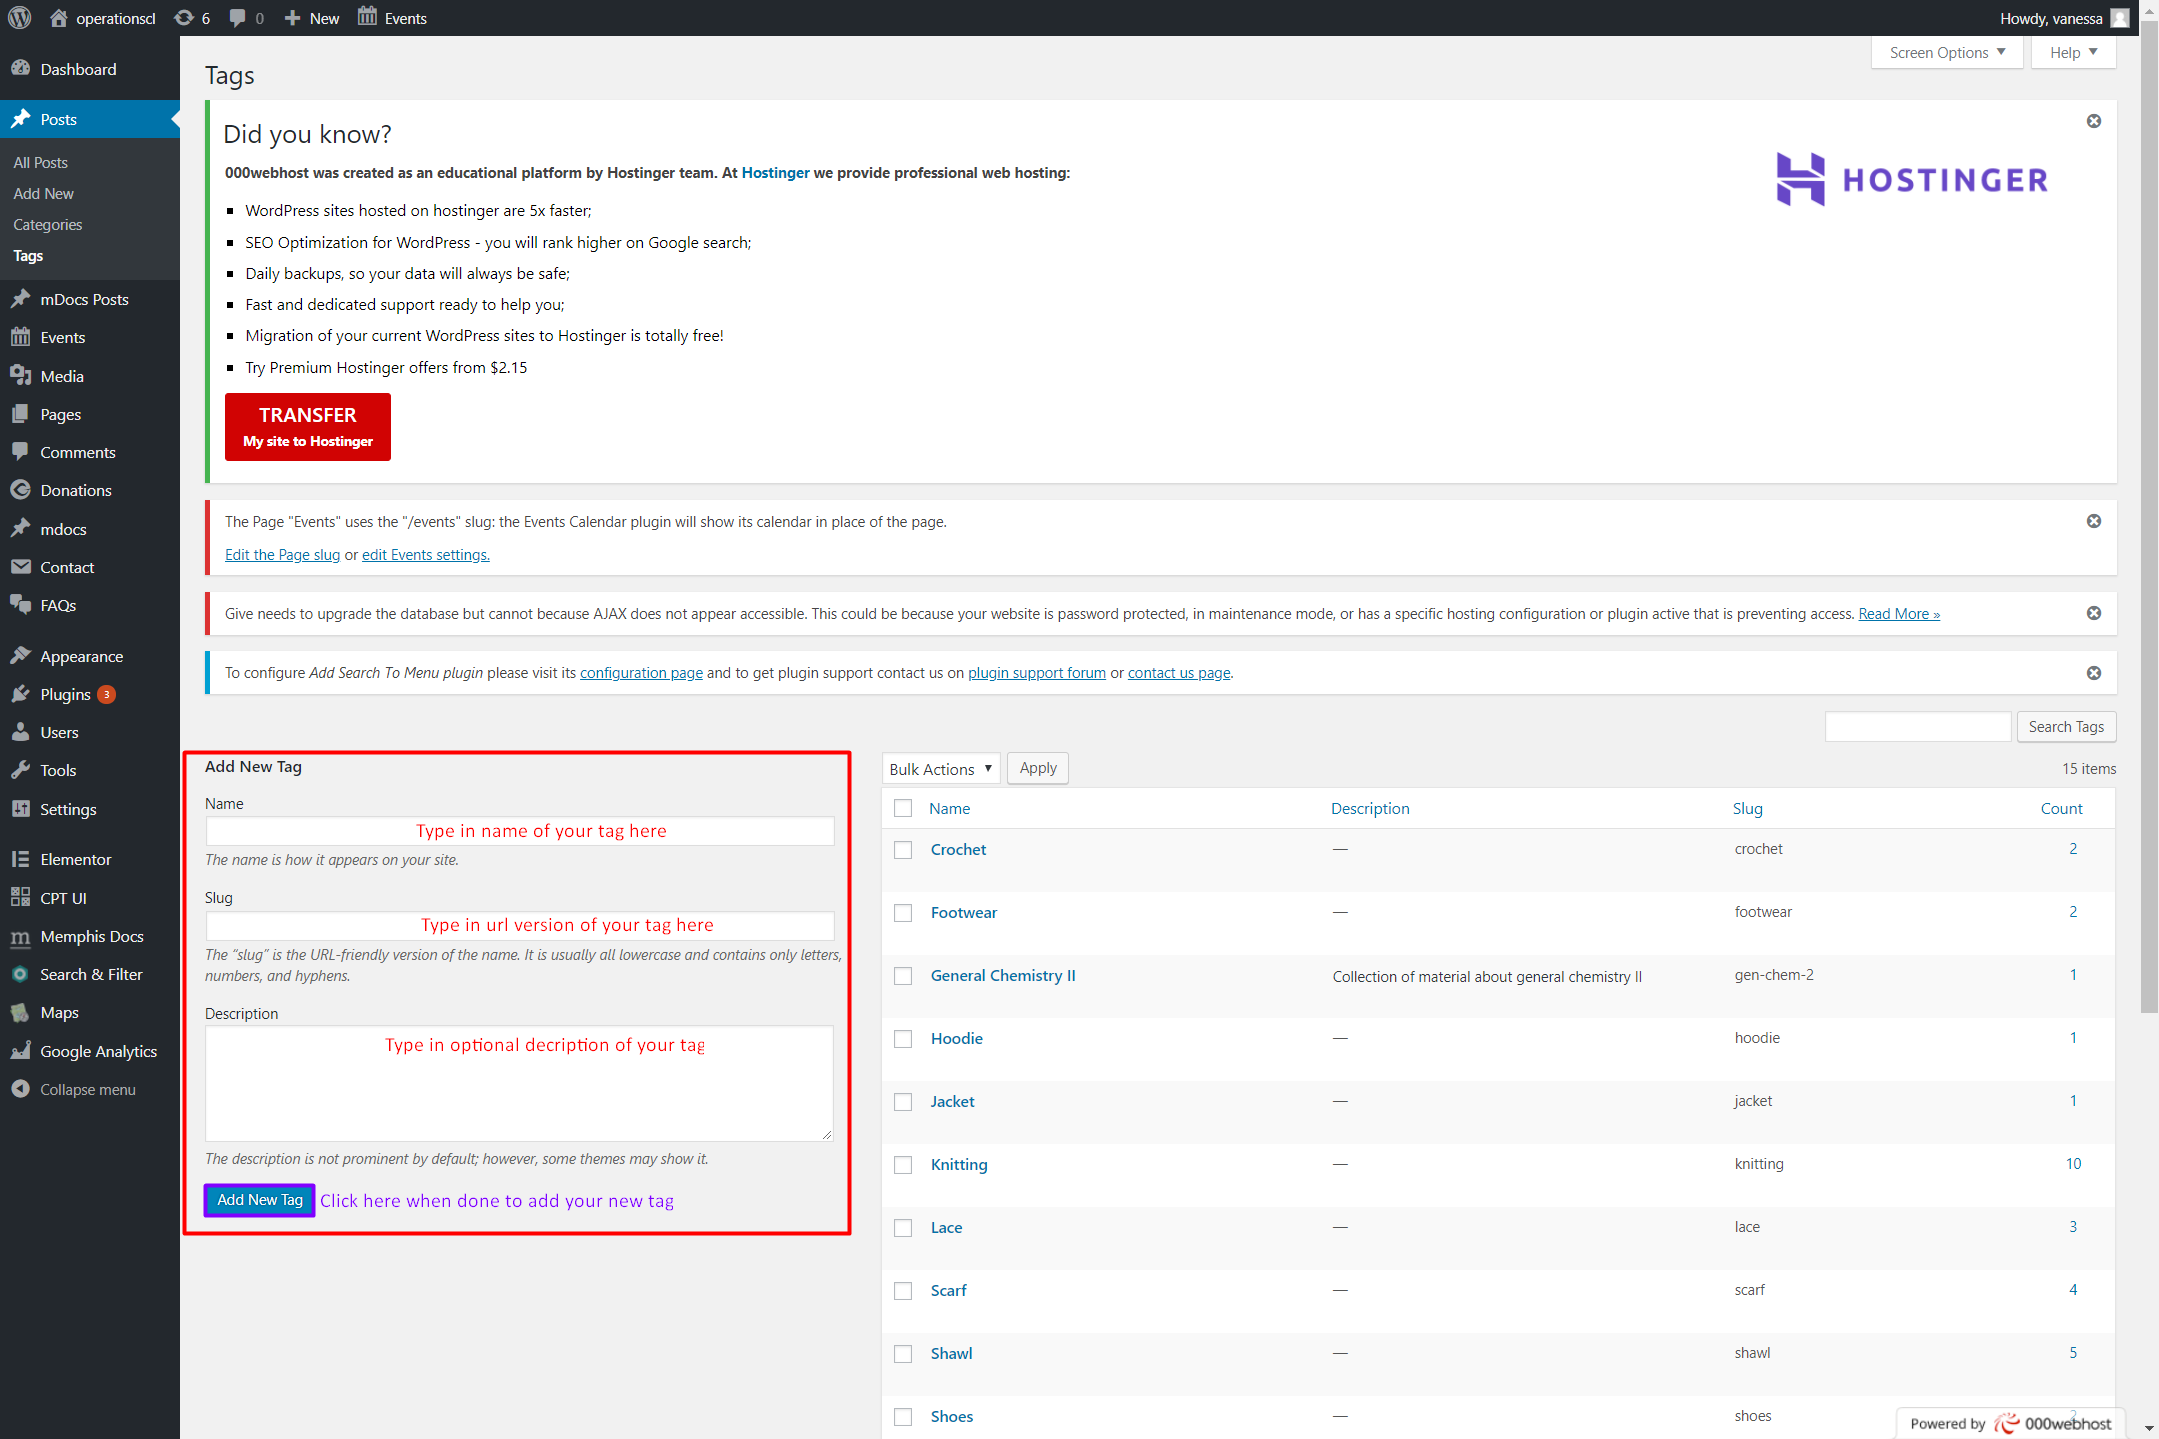 operationscl 6 0 New Events Howdy, vanessa
Dashboard
Posts
All Posts
Add New
Categories
Tags
mDocs Posts
Events
Media
Pages
Comments
Donations
mdocs
Contact
FAQs
Appearance
Plugins 3
Users
Tools
Settings
Elementor
CPT UI
Memphis Docs
Search & Filter
Maps
Google Analytics
Collapse menu
Screen Options Help
Tags
Did you know?
000webhost was created as an educational platform by Hostinger team. At Hostinger we provide professional web hosting:
WordPress sites hosted on hostinger are 5x faster;
SEO Optimization for WordPress - you will rank higher on Google search;
Daily backups, so your data will always be safe;
Fast and dedicated support ready to help you;
Migration of your current WordPress sites to Hostinger is totally free!
Try Premium Hostinger offers from $2.15
TRANSFER
My site to Hostinger
HOSTINGER
The Page "Events" uses the "/events" slug: the Events Calendar plugin will show its calendar in place of the page.
Edit the Page slug or edit Events settings.
Give needs to upgrade the database but cannot because AJAX does not appear accessible. This could be because your website is password protected, in maintenance mode, or has a specific hosting configuration or plugin active that is preventing access. Read More »
To configure Add Search To Menu plugin please visit its configuration page and to get plugin support contact us on plugin support forum or contact us page.
Search Tags
Add New Tag
Name
Type in name of your tag here
The name is how it appears on your site.
Slug
Type in url version of your tag here
The “slug” is the URL-friendly version of the name. It is usually all lowercase and contains only letters,
numbers, and hyphens.
Description
Type in optional decription of your tag
The description is not prominent by default; however, some themes may show it.
Add New Tag Click here when done to add your new tag
Bulk Actions Apply 15 items
Name Description Slug Count
Crochet — crochet 2
Footwear — footwear 2
General Chemistry II Collection of material about general chemistry II gen-chem-2 1
Hoodie — hoodie 1
Jacket — jacket 1
Knitting — knitting 10
Lace — lace 3
Scarf — scarf 4
Shawl — shawl 5
Shoes — shoes 2
Powered by 000webhost